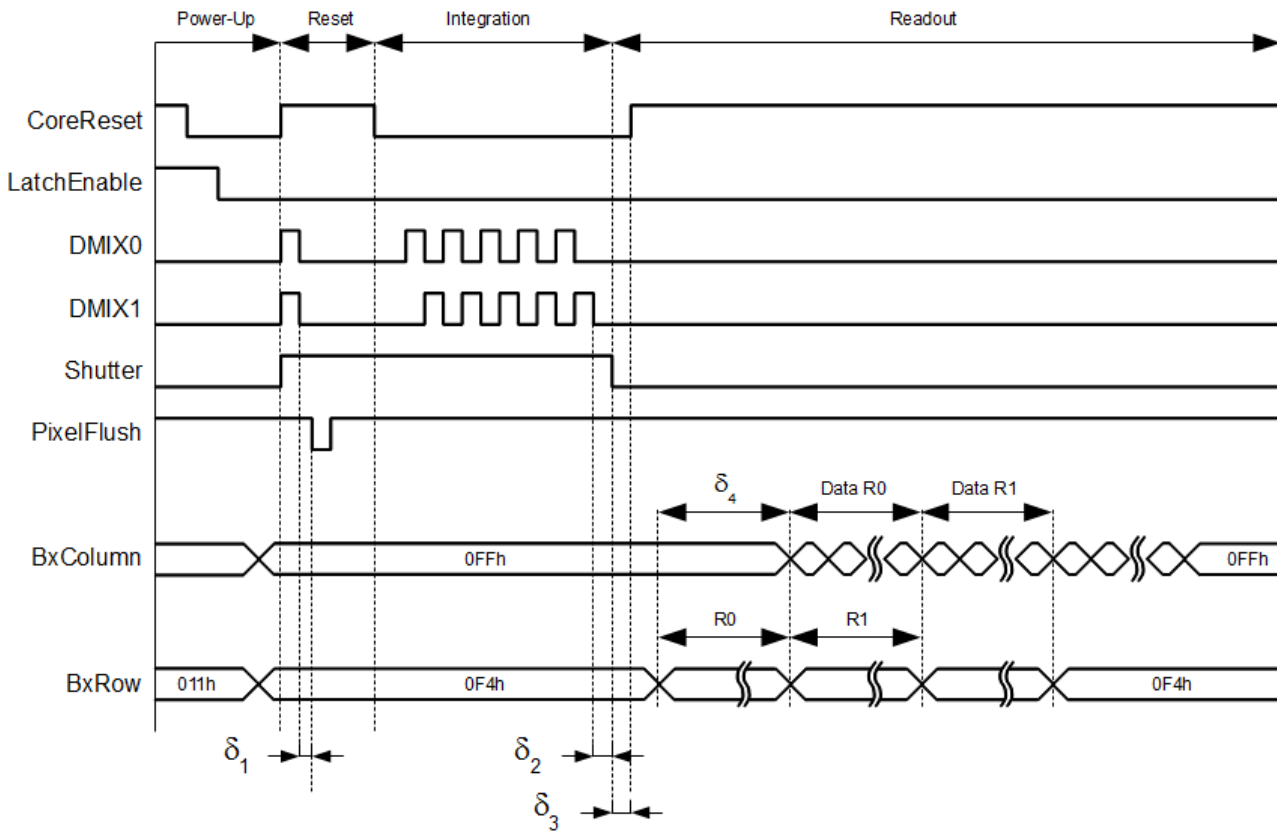 Power-Up Reset Integration Readout
CoreReset
LatchEnable
DMIX0
DMIX1
Shutter
PixelFlush
δ4 Data R0 Data R1
BxColumn 0FFh 0FFh
R0 R1
BxRow 011h 0F4h 0F4h
δ1 δ2
δ3